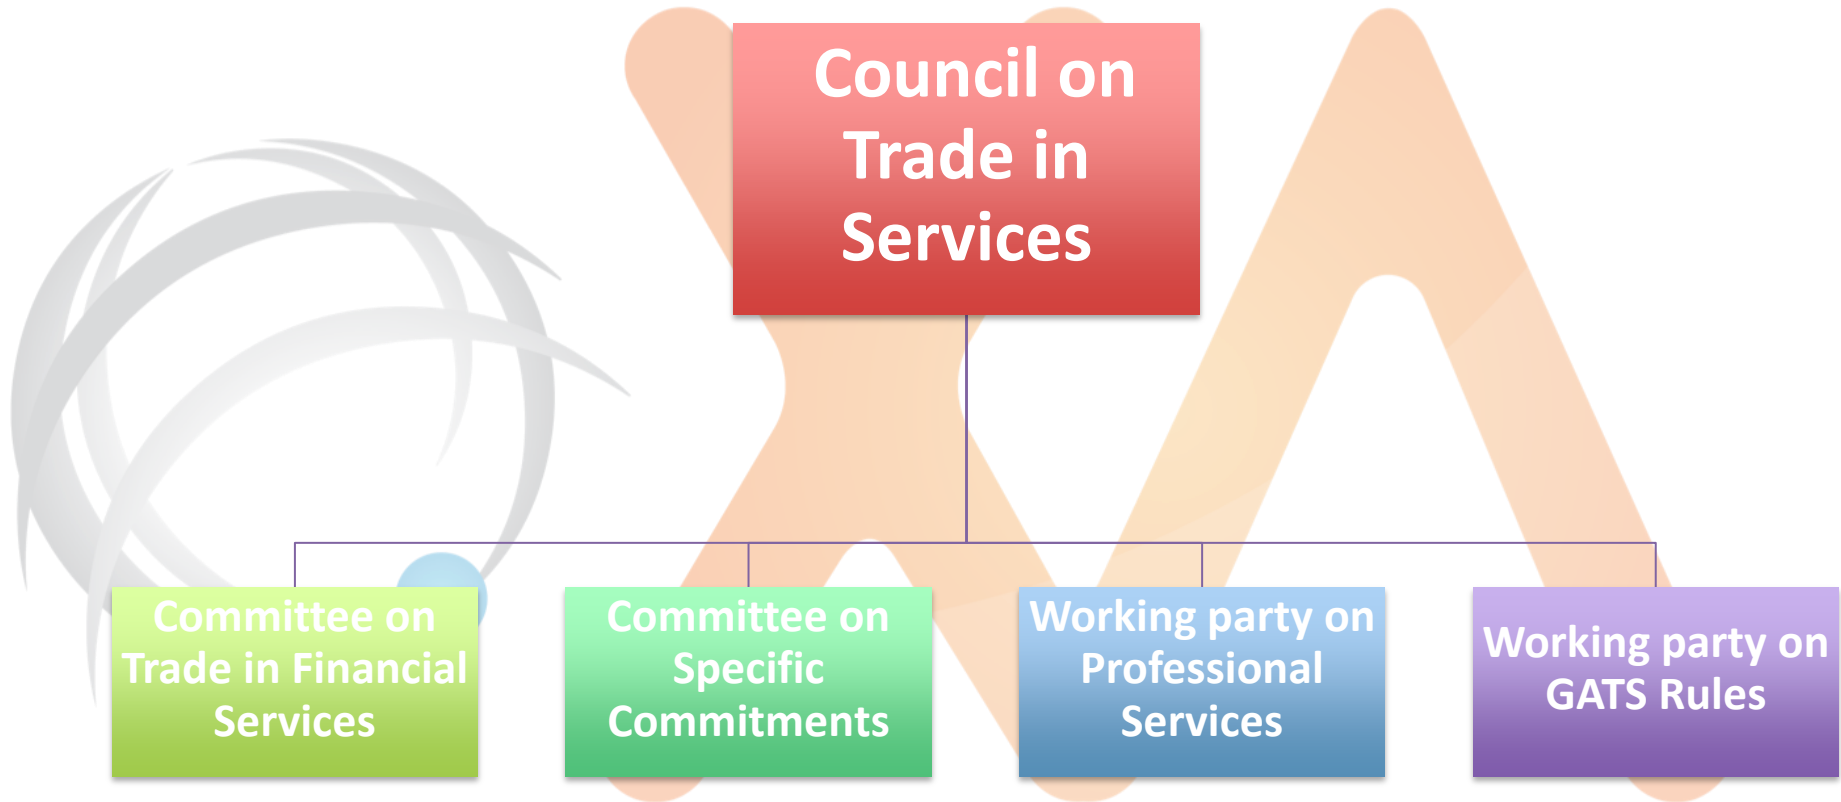 Council on
Trade in
Services
Committee on
Trade in Financial
Services
Committee on
Specific
Commitments
Working party on
Professional
Services
Working party on
GATS Rules